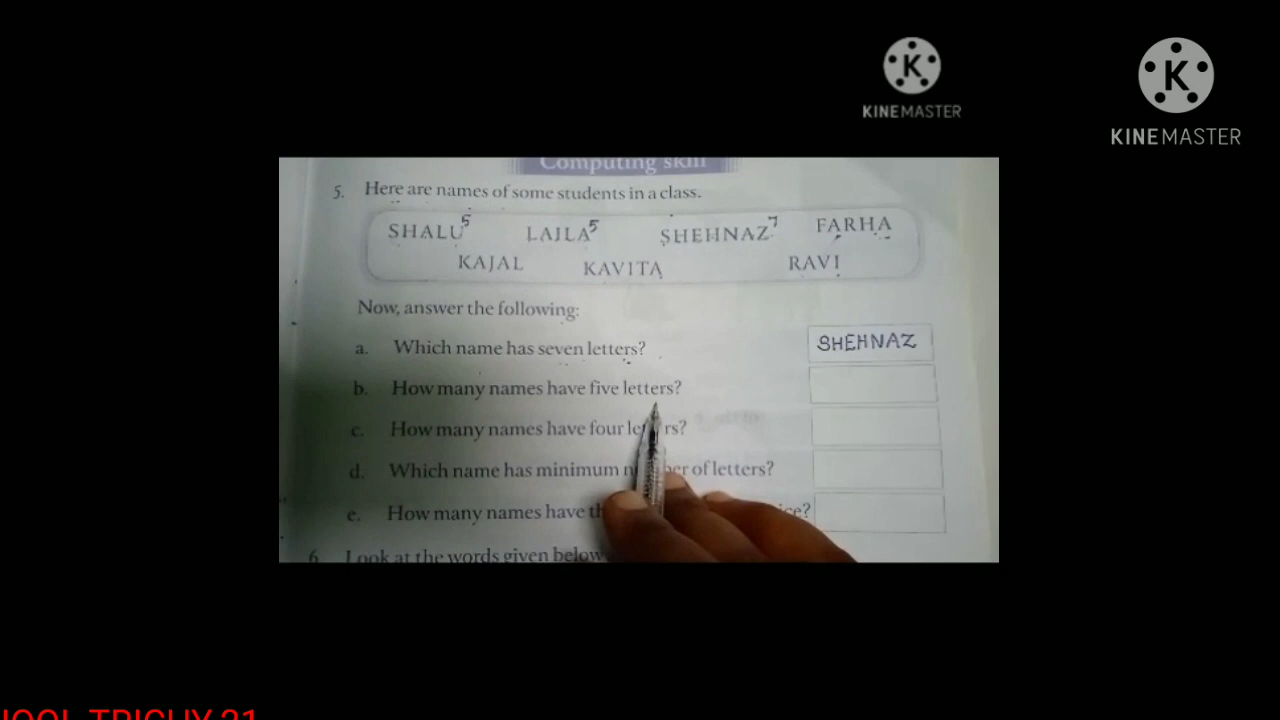 KINEMASTER
KINEMASTER
Computing skill
5. Here are names of some students in a class.
SHALU 5 LAILA 5 SHEHNAZ 7 FARHA
KAJAL KAVITA RAVI
Now, answer the following:
a. Which name has seven letters? SHEHNAZ
b. How many names have five letters?
c. How many names have four rs?
d. Which name has minimum of letters?
e. How many names have
6. Look at the words given below
TRICHY 21